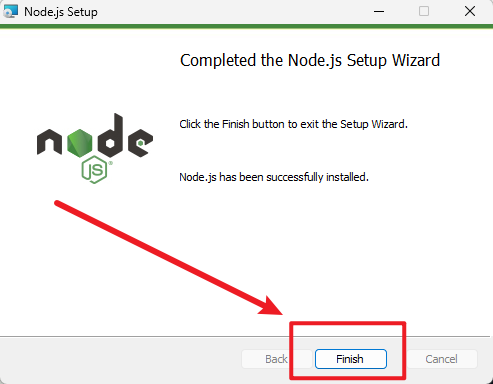 Node.js Setup
Completed the Node.js Setup Wizard
Click the Finish button to exit the Setup Wizard.
node
JS
Node.js has been successfully installed.
Back Finish Cancel